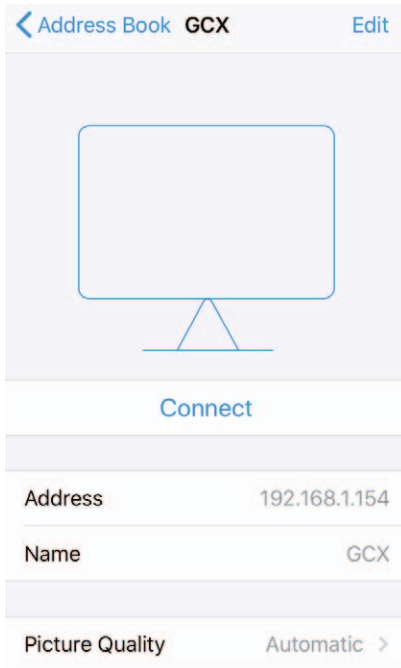 Address Book GCX Edit
Connect
Address 192.168.1.154
Name GCX
Picture Quality Automatic